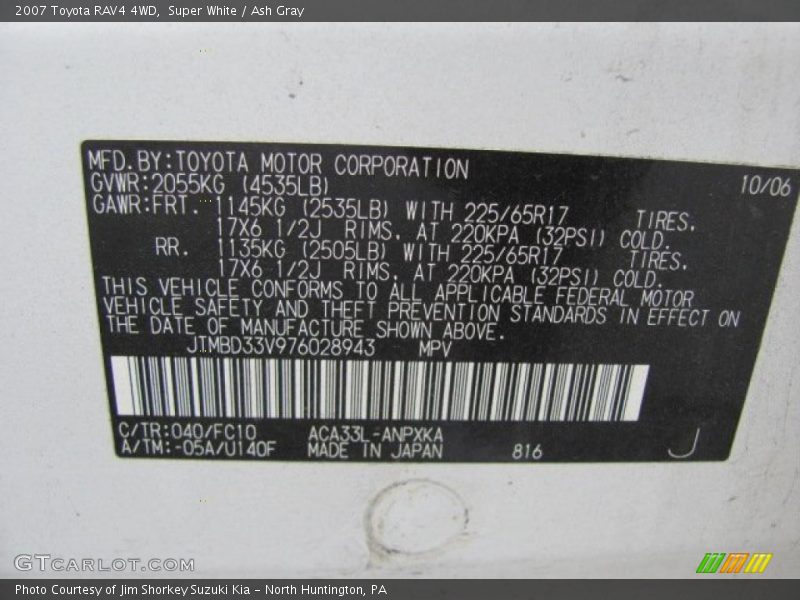 2007 Toyota RAV4 4WD,  Super White / Ash Gray
MFD.BY:TOYOTA MOTOR CORPORATION 10/06
GVWR:2055KG (4535LB)
GAWR:FRT. 1145KG (2535LB) WITH 225/65R17 TIRES.
17X6 1/2J RIMS. AT 220KPA (32PSI) COLD.
RR. 1135KG (2505LB) WITH 225/65R17 TIRES.
17X6 1/2J RIMS. AT 220KPA (32PSI) COLD.
THIS VEHICLE CONFORMS TO ALL APPLICABLE FEDERAL MOTOR
VEHICLE SAFETY AND THEFT PREVENTION STANDARDS IN EFFECT ON
THE DATE OF MANUFACTURE SHOWN ABOVE.
JTMBD33V976028943 MPV
C/TR:040/FC10 ACA33L-ANPXKA
A/TM:-05A/U140F MADE IN JAPAN 816 J
GTCARLOT.COM
Photo Courtesy of Jim Shorkey Suzuki Kia – North Huntington, PA